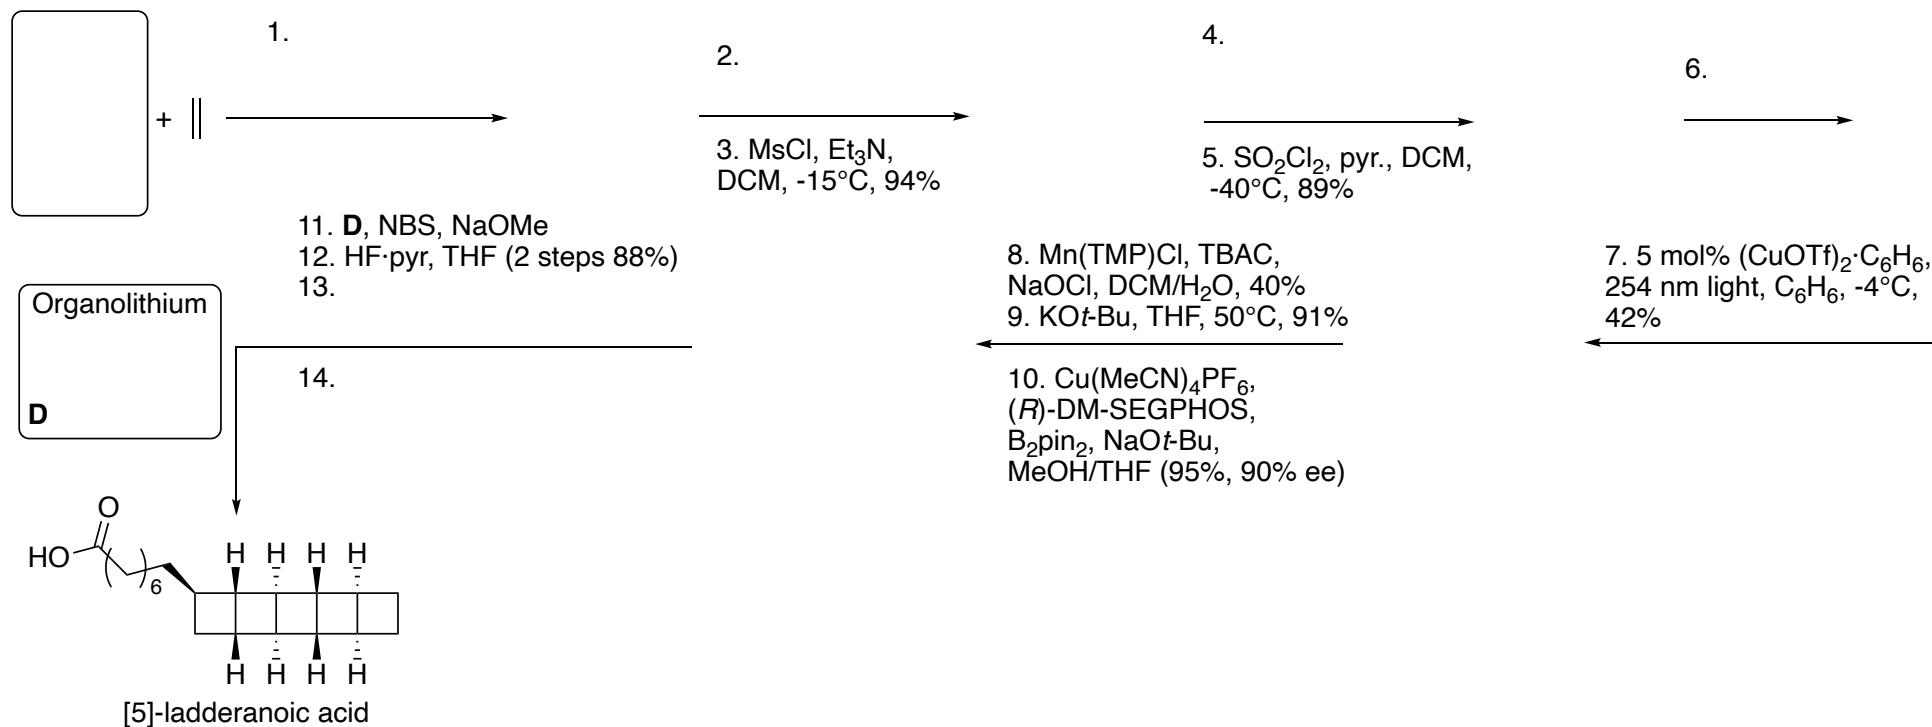 1.
+
2.
3. MsCl, Et₃N,
DCM, -15°C, 94%
4.
5. SO₂Cl₂, pyr., DCM,
-40°C, 89%
6.
7. 5 mol% (CuOTf)₂·C₆H₆,
254 nm light, C₆H₆, -4°C,
42%
8. Mn(TMP)Cl, TBAC,
NaOCl, DCM/H₂O, 40%
9. KOt-Bu, THF, 50°C, 91%
10. Cu(MeCN)₄PF₆,
(R)-DM-SEGPHOS,
B₂pin₂, NaOt-Bu,
MeOH/THF (95%, 90% ee)
11. D, NBS, NaOMe
12. HF·pyr, THF (2 steps 88%)
13.
14.
Organolithium
D
O
HO
( )₆
H H H H
H H H H
[5]-ladderanoic acid